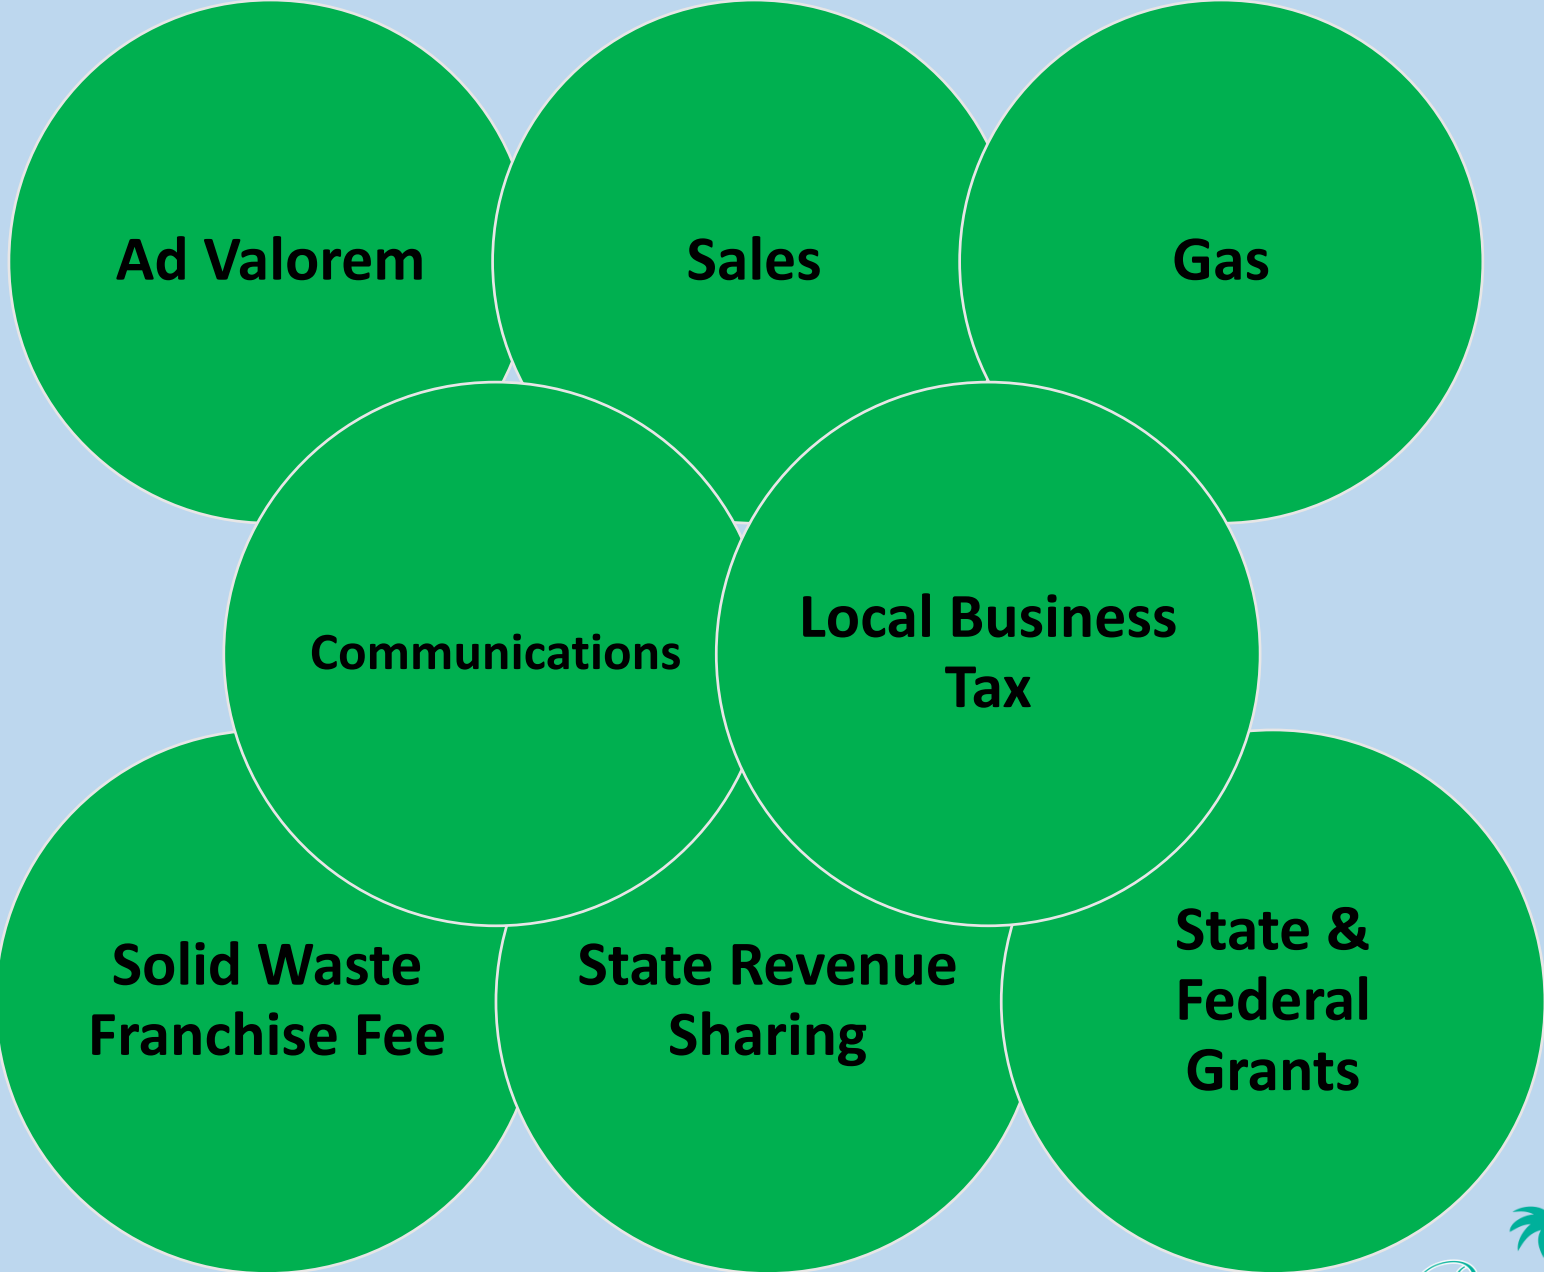 Ad Valorem
Sales
Gas
Communications
Local Business
Tax
Solid Waste
Franchise Fee
State Revenue
Sharing
State &
Federal
Grants